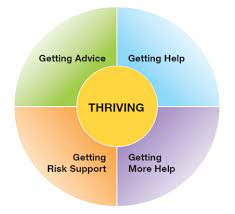 Getting Advice
Getting Help
THRIVING
Getting
Risk Support
Getting
More Help